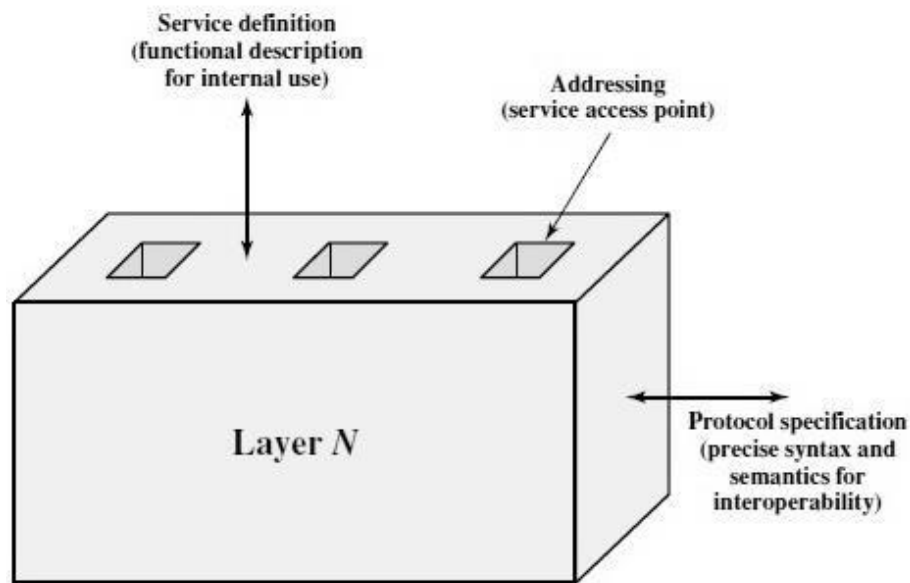 Service definition
(functional description
for internal use)
Addressing
(service access point)
Layer N
Protocol specification
(precise syntax and
semantics for
interoperability)